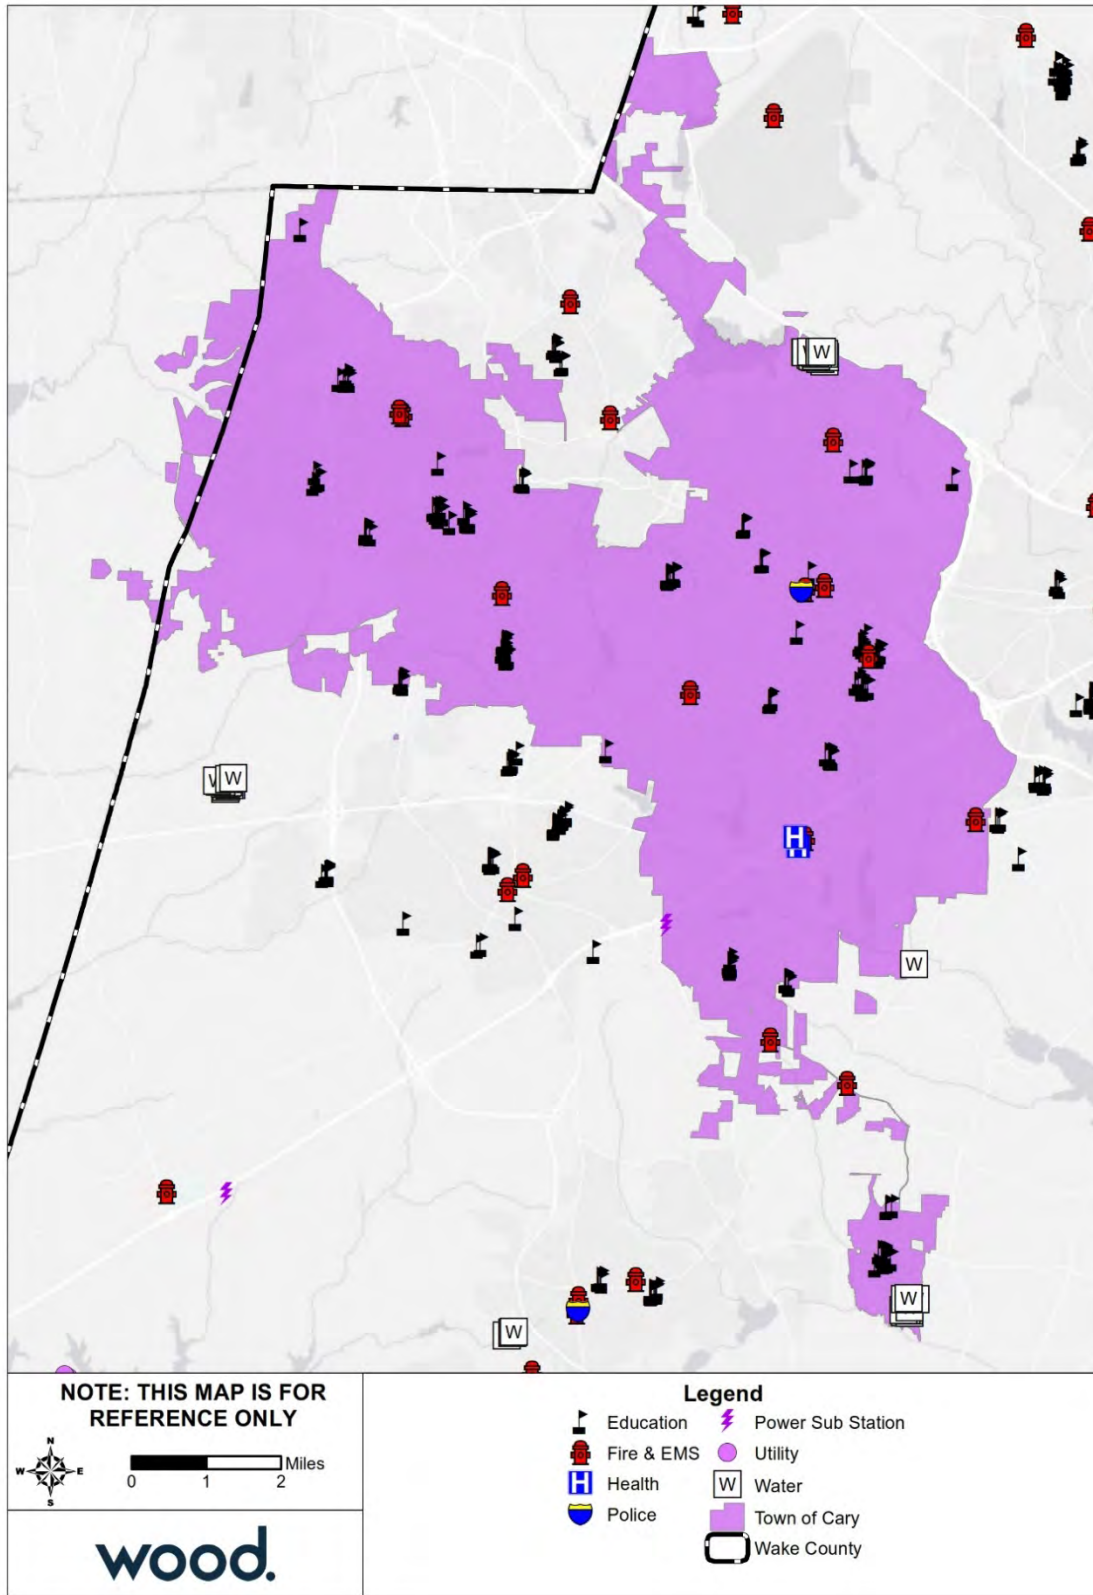 W
W
W
H
W
W
W
NOTE: THIS MAP IS FOR
REFERENCE ONLY
N
W E
S
0 1 2 Miles
wood.
Legend
Education
Fire & EMS
H Health
Police
Power Sub Station
Utility
W Water
Town of Cary
Wake County